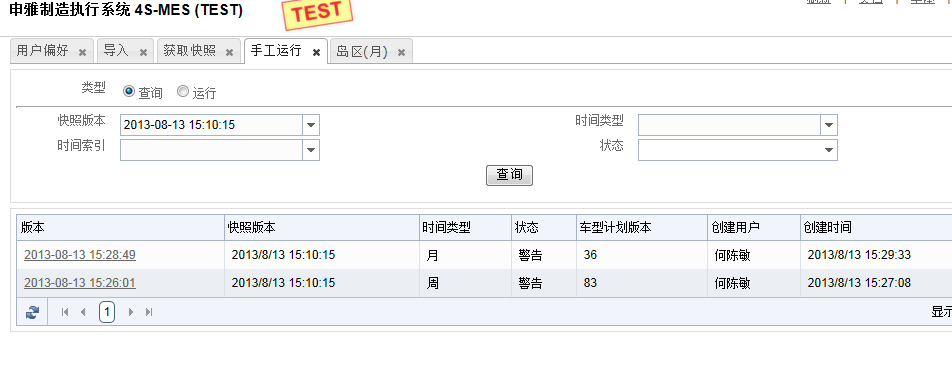 申雅制造执行系统 4S-MES (TEST)
TEST
用户偏好 导入 获取快照 手工运行 岛区(月)
类型 查询 运行
快照版本 2013-08-13 15:10:15 时间类型
时间索引 状态
查询
版本 快照版本 时间类型 状态 车型计划版本 创建用户 创建时间
2013-08-13 15:28:49 2013/8/13 15:10:15 月 警告 36 何陈敏 2013/8/13 15:29:33
2013-08-13 15:26:01 2013/8/13 15:10:15 周 警告 83 何陈敏 2013/8/13 15:27:08
1 显示